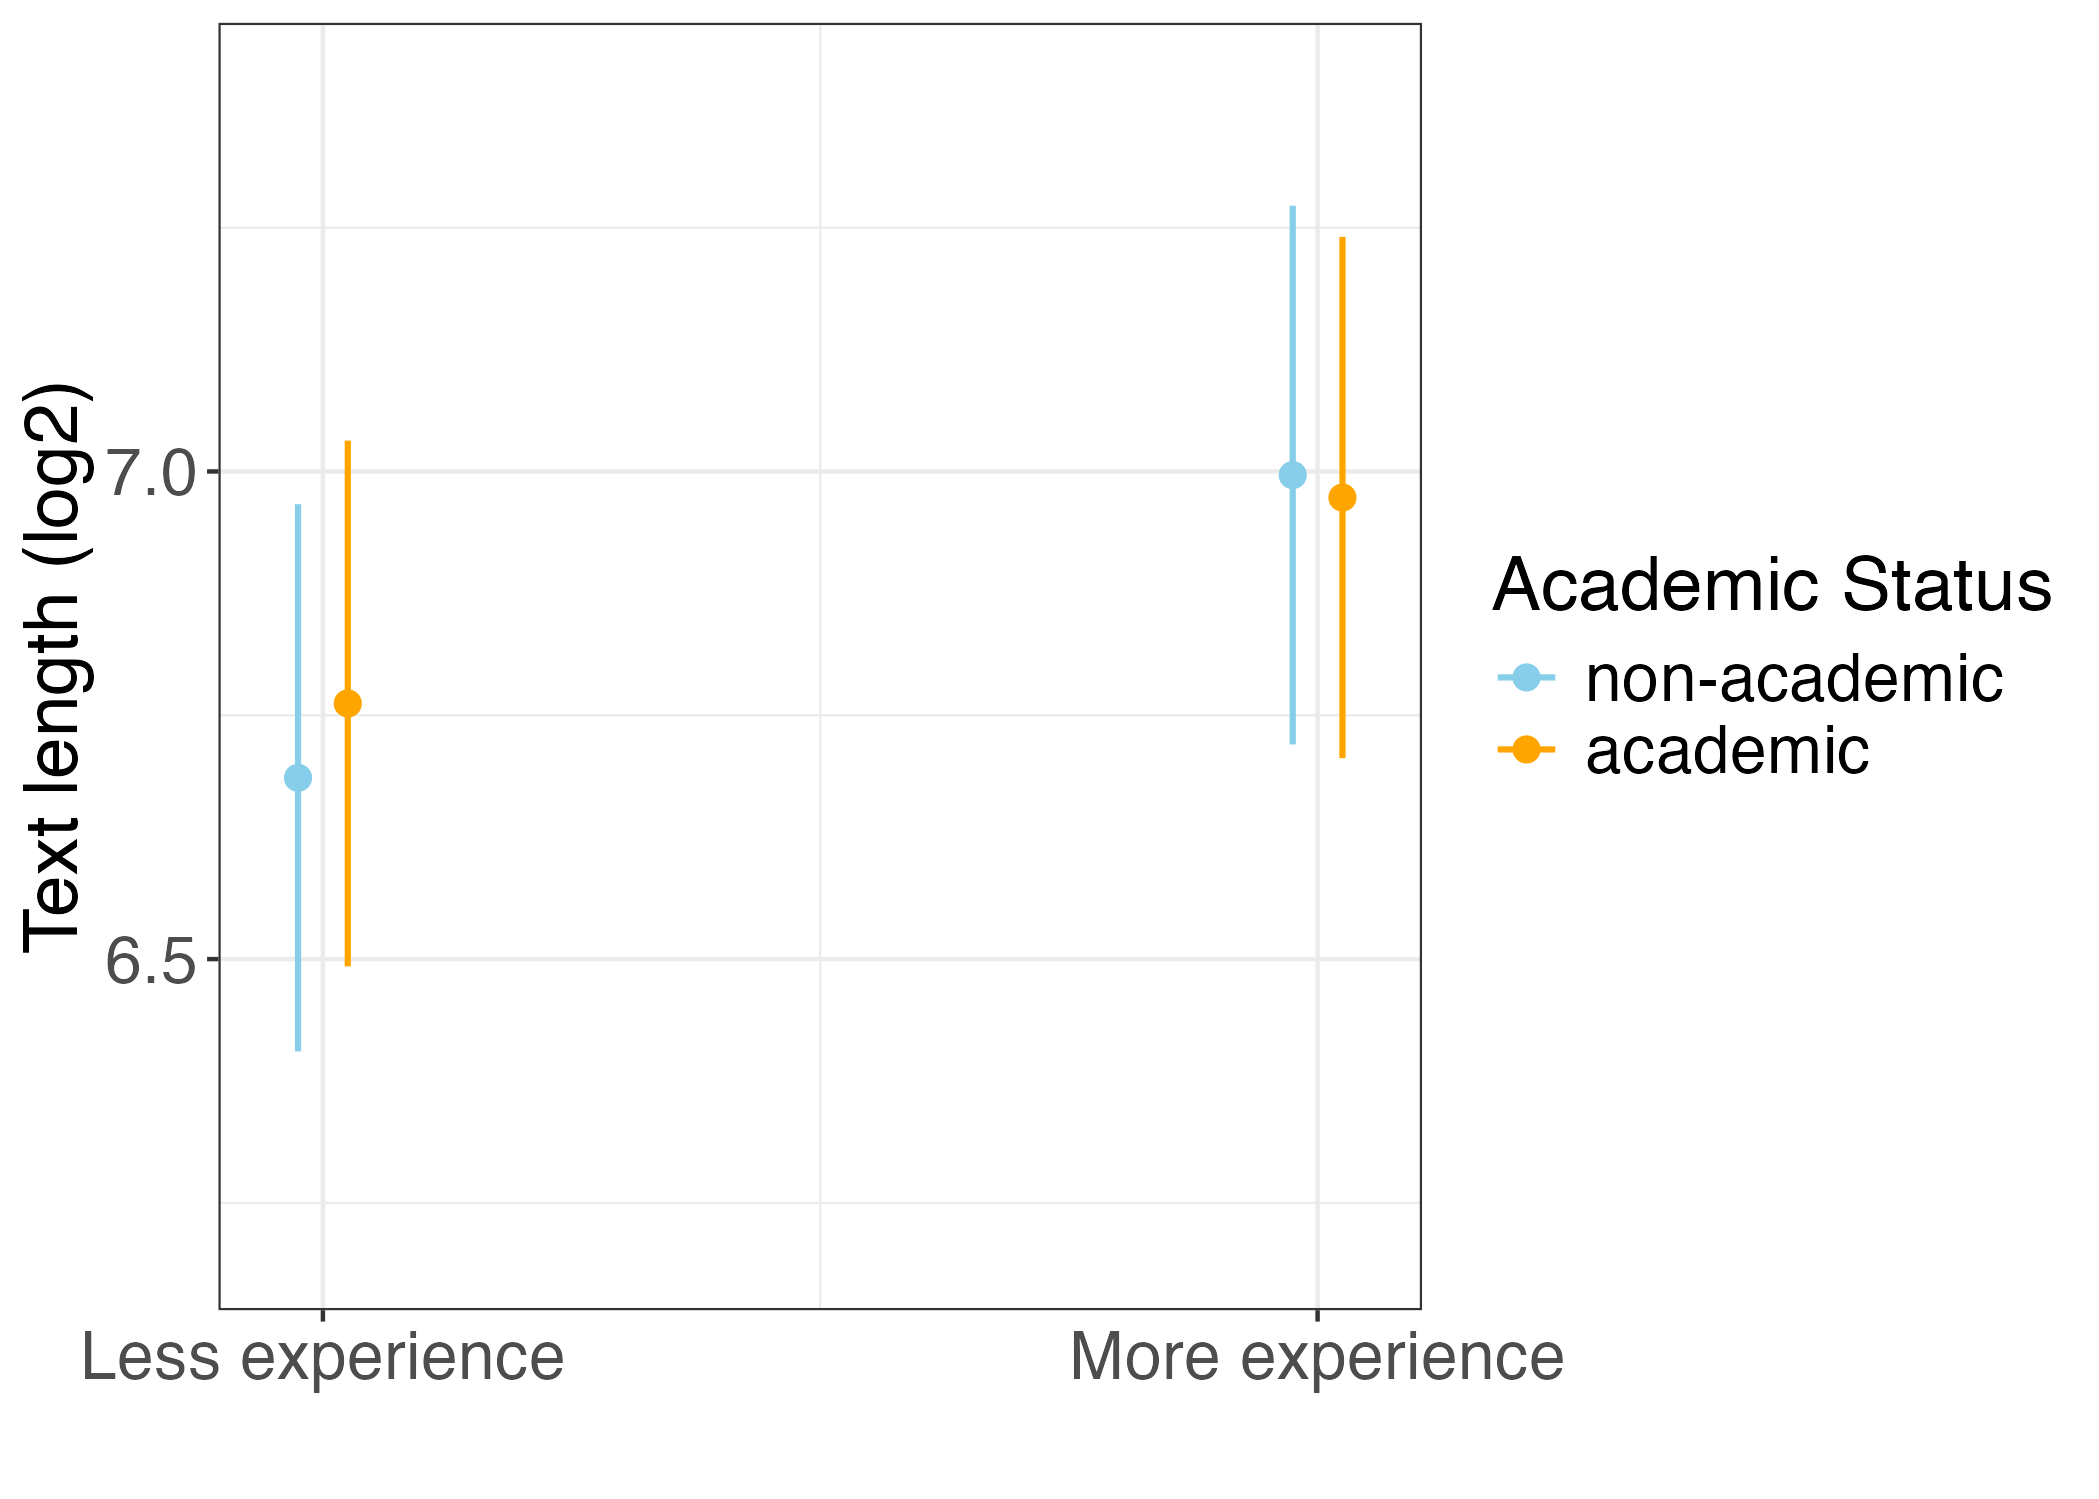 Text length (log2)
7.0
6.5
Less experience
More experience
Academic Status
non-academic
academic